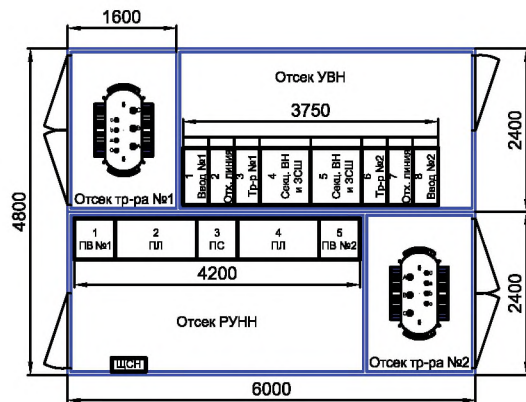 1600
Отсек УВН
3750
4800
2400
1
Ввод №1
2
Отх. линия
3
Тр-р №1
4
Секц. ВН
и ЗСШ
5
Секц. ВН
и ЗСШ
6
Тр-р №2
7
Отх. линия
8
Ввод №2
Отсек тр-ра №1
1
ПВ №1
2
ПЛ
3
ПС
4
ПЛ
5
ПВ №2
4200
2400
Отсек РУНН
ЩСН
Отсек тр-ра №2
6000